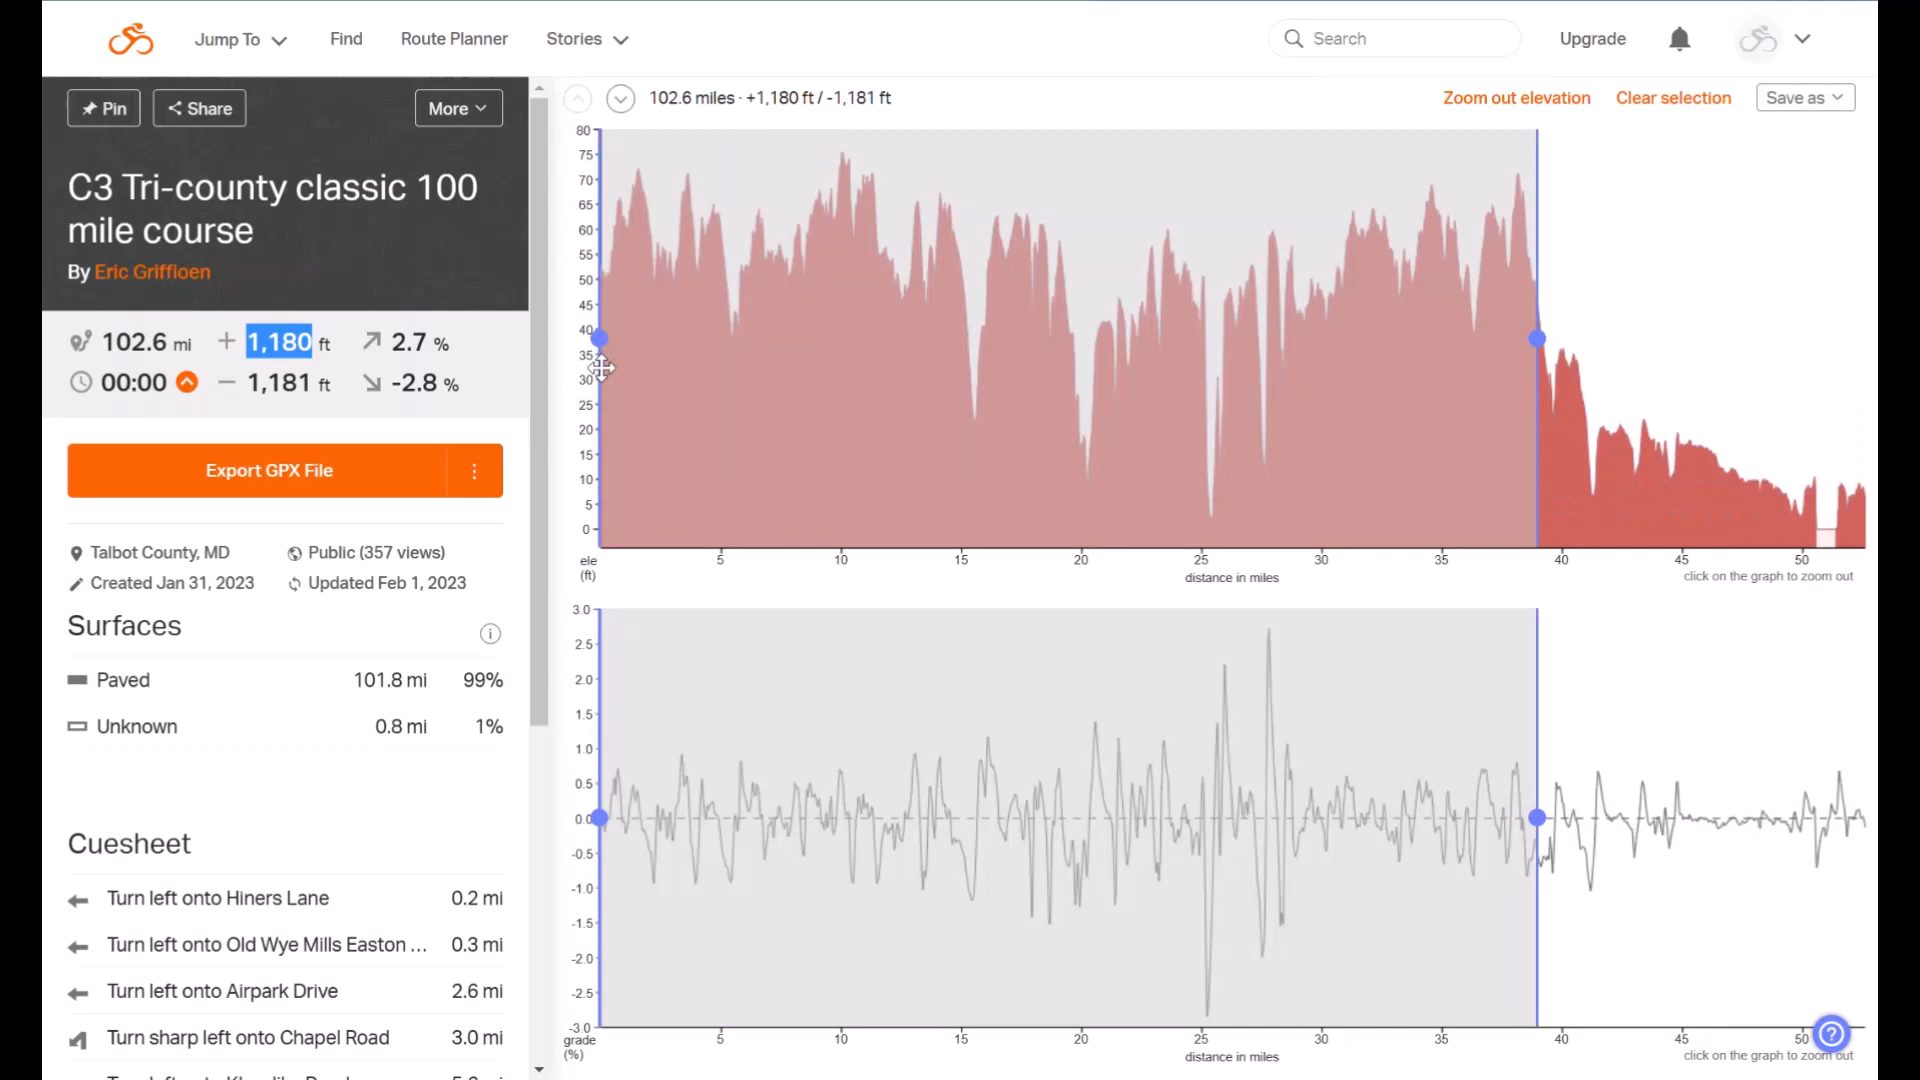 Jump To
Find
Route Planner
Stories
Search
Upgrade
Pin
Share
More
C3 Tri-county classic 100
mile course
By Eric Griffioen
102.6 mi + 1,180 ft 2.7 %
00:00 − 1,181 ft -2.8 %
Export GPX File
Talbot County, MD
Public (357 views)
Created Jan 31, 2023
Updated Feb 1, 2023
Surfaces
Paved 101.8 mi 99%
Unknown 0.8 mi 1%
Cuesheet
Turn left onto Hiners Lane 0.2 mi
Turn left onto Old Wye Mills Easton ... 0.3 mi
Turn left onto Airpark Drive 2.6 mi
Turn sharp left onto Chapel Road 3.0 mi
102.6 miles · +1,180 ft / -1,181 ft
Zoom out elevation
Clear selection
Save as
80
75
70
65
60
55
50
45
40
35
30
25
20
15
10
5
0
ele
(ft)
5 10 15 20 25 30 35 40 45 50
distance in miles
click on the graph to zoom out
3.0
2.5
2.0
1.5
1.0
0.5
0.0
-0.5
-1.0
-1.5
-2.0
-2.5
-3.0
grade
(%)
5 10 15 20 25 30 35 40 45 50
distance in miles
click on the graph to zoom out